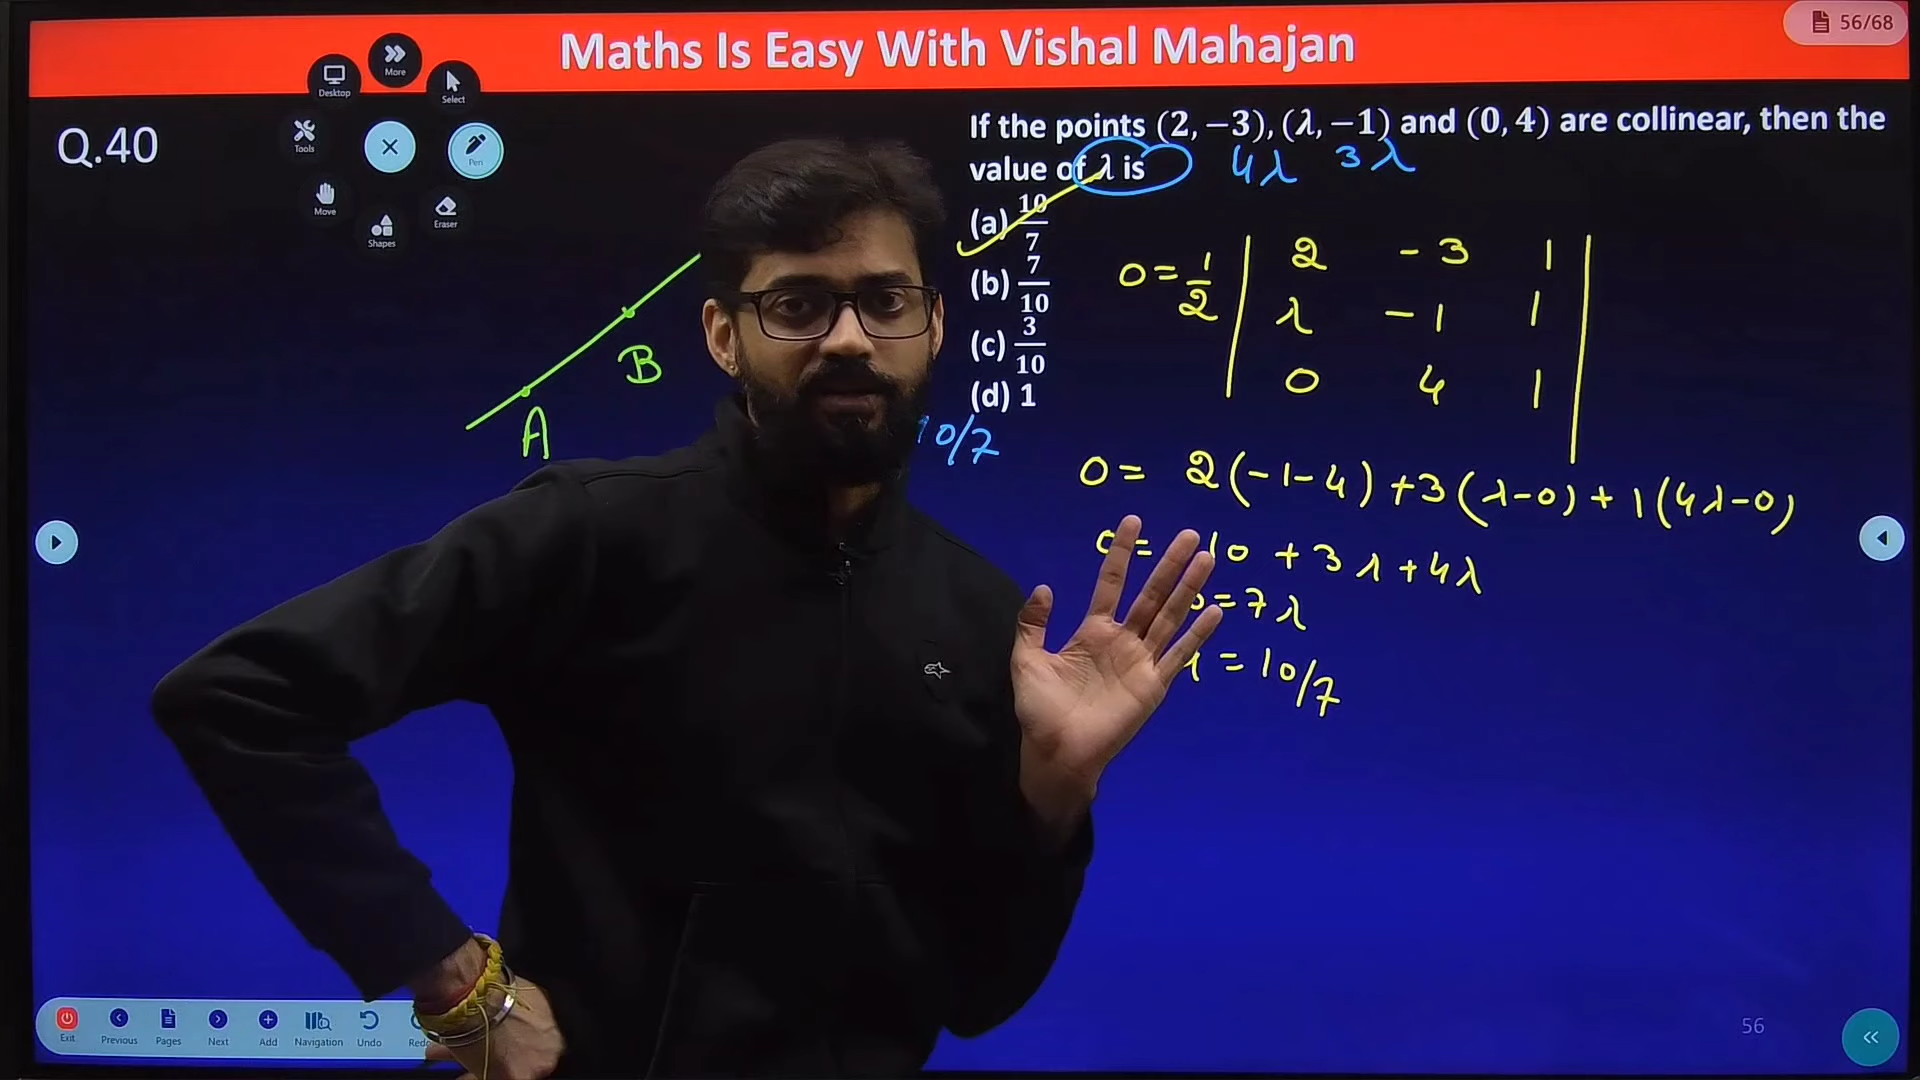 Maths Is Easy With Vishal Mahajan
56/68
Desktop
More
Select
Tools
Pen
Move
Shapes
Eraser
Q.40
If the points (2, −3), (λ, −1) and (0, 4) are collinear, then the
value of λ is
4λ 3λ
(a) 10/7
(b) 7/10
(c) 3/10
(d) 1
10/7
A
B
0 = 1/2 | 2 -3 1 |
| λ -1 1 |
| 0 4 1 |
0 = 2(-1-4) +3(λ-0) + 1(4λ-0)
0 = 10 + 3λ + 4λ
= 7λ
= 10/7
Exit
Previous
Pages
Next
Add
Navigation
Undo
Redo
56